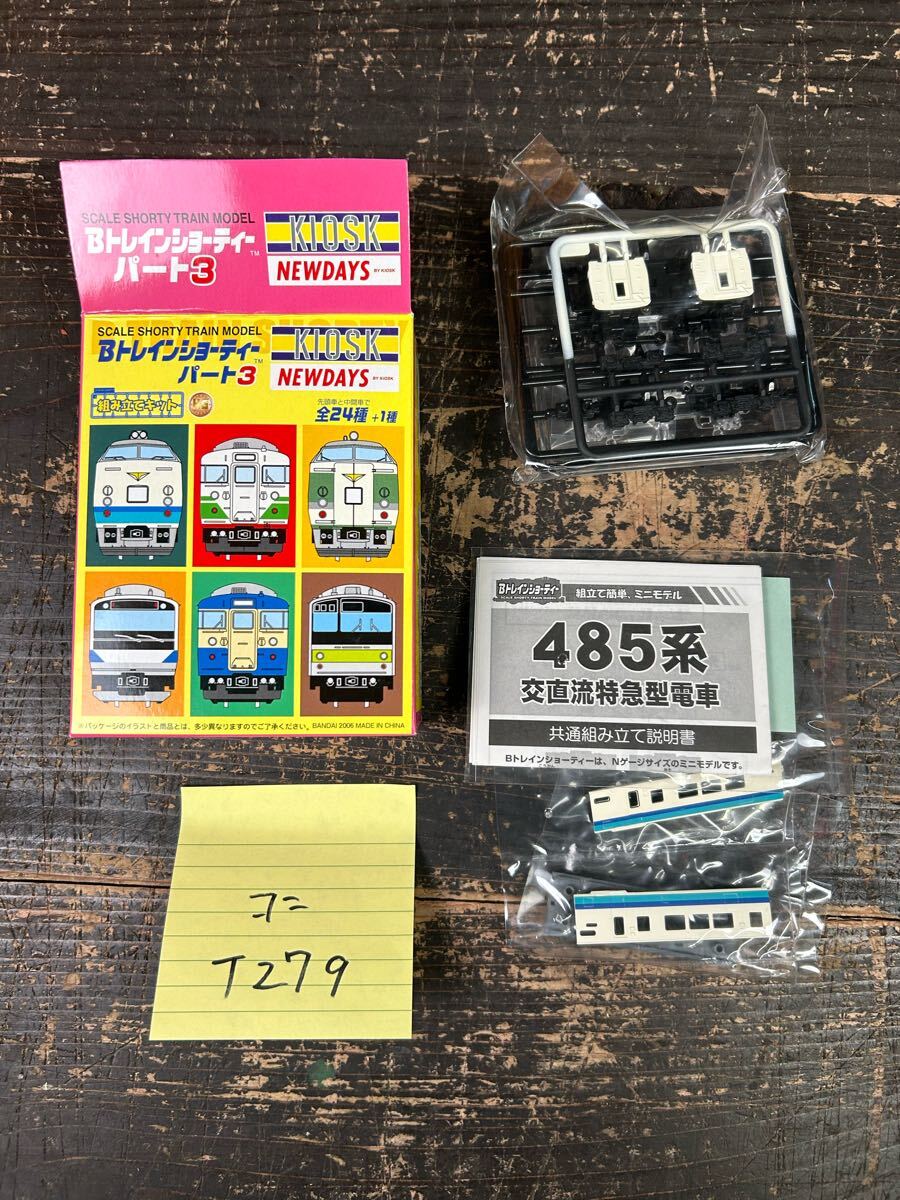 SCALE SHORTY TRAIN MODEL
Bトレインショーティー™
パート3
KIOSK
NEWDAYS BY KIOSK
SCALE SHORTY TRAIN MODEL
Bトレインショーティー™
パート3
KIOSK
NEWDAYS BY KIOSK
組み立てキット
先頭車と中間車で
全24種+1種
※パッケージのイラストと商品とは、多少異なりますのでご了承ください。 BANDAI 2006 MADE IN CHINA
Bトレインショーティー
SCALE SHORTY TRAIN MODEL
組立て簡単、ミニモデル
485系
交直流特急型電車
共通組み立て説明書
Bトレインショーティーは、Nゲージサイズのミニモデルです。
コニ
T279